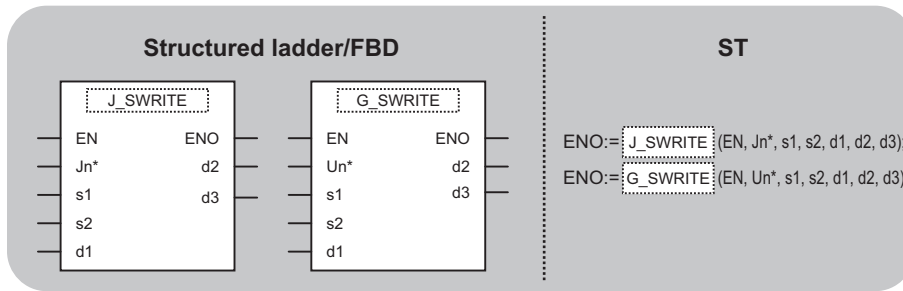 Structured ladder/FBD
J_SWRITE
EN ENO
Jn* d2
s1 d3
s2
d1
G_SWRITE
EN ENO
Un* d2
s1 d3
s2
d1
ST
ENO:= J_SWRITE (EN, Jn*, s1, s2, d1, d2, d3);
ENO:= G_SWRITE (EN, Un*, s1, s2, d1, d2, d3)